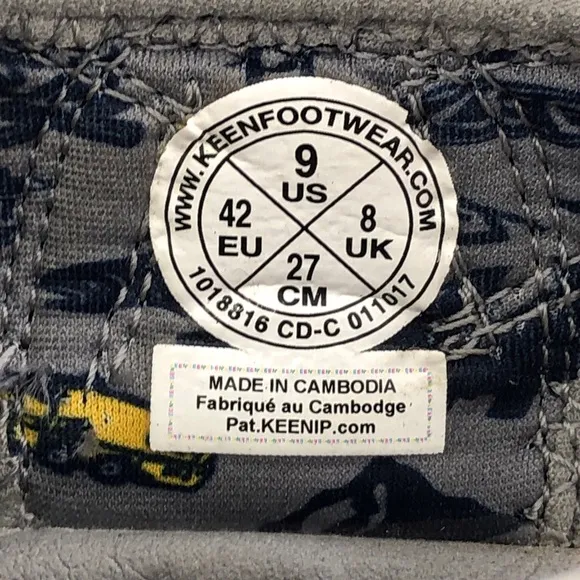 WWW.KEENFOOTWEAR.COM
9
US
42
EU
8
UK
27
CM
1018816 CD-C 011017
MADE IN CAMBODIA
Fabriqué au Cambodge
Pat.KEENIP.com